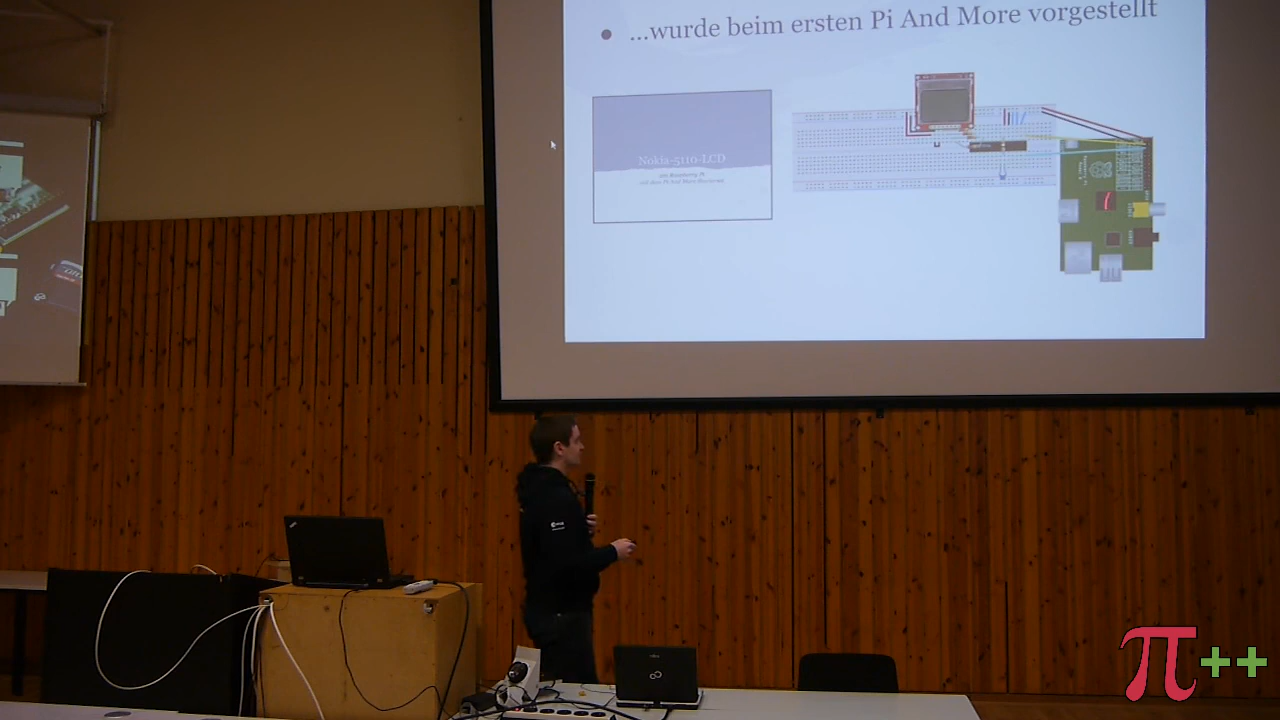 ● ...wurde beim ersten Pi And More vorgestellt
Nokia-5110-LCD
π++